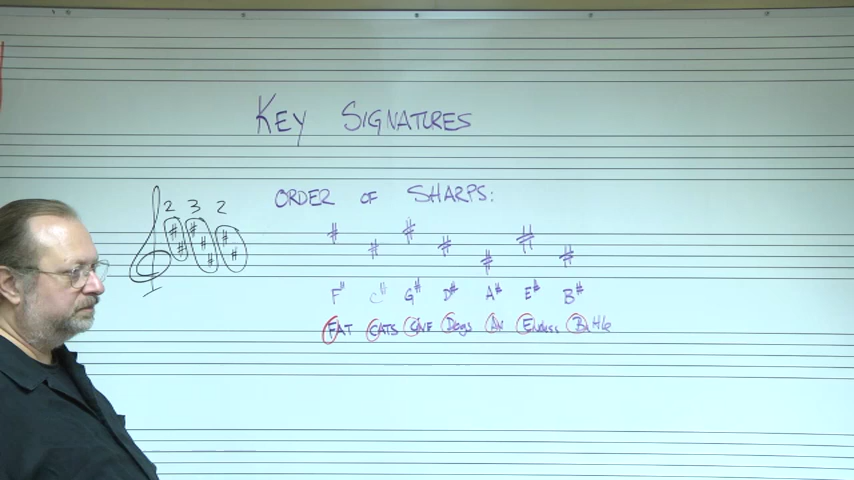 KEY SIGNATURES
ORDER OF SHARPS:
2 3 2
# # # # # # #
# # # # # # #
F# C# G# D# A# E# B#
FAT CATS GAVE Dogs An Endless Battle